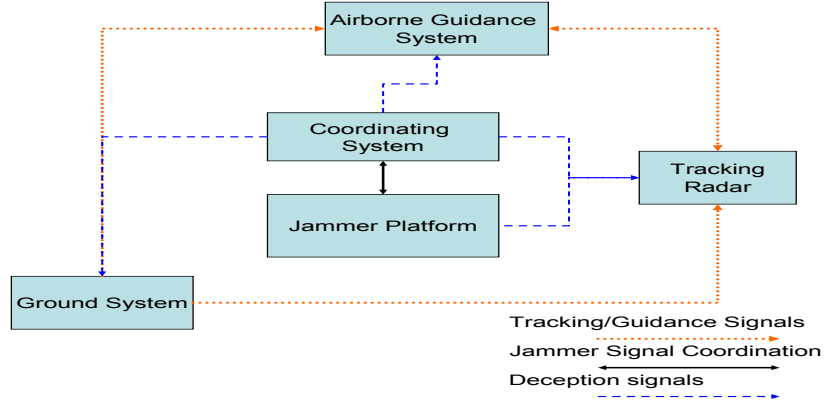 Airborne Guidance
System
Coordinating
System
Tracking
Radar
Jammer Platform
Ground System
Tracking/Guidance Signals
Jammer Signal Coordination
Deception signals